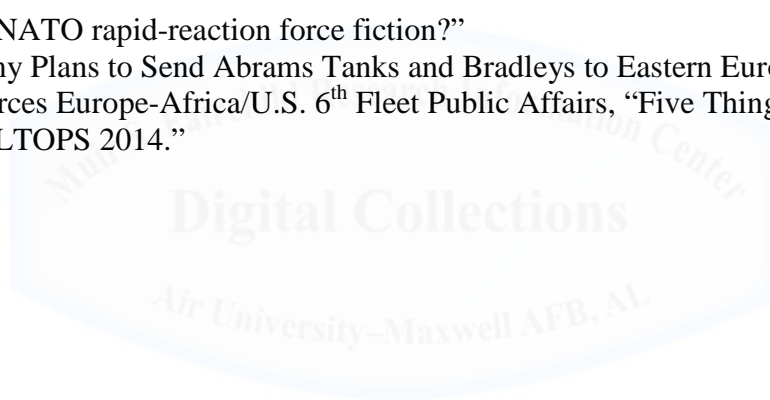 NATO rapid-reaction force fiction?”
ny Plans to Send Abrams Tanks and Bradleys to Eastern Euro
rces Europe-Africa/U.S. 6th Fleet Public Affairs, “Five Thing
LTOPS 2014.”
Digital Collections
Air University–Maxwell AFB, AL